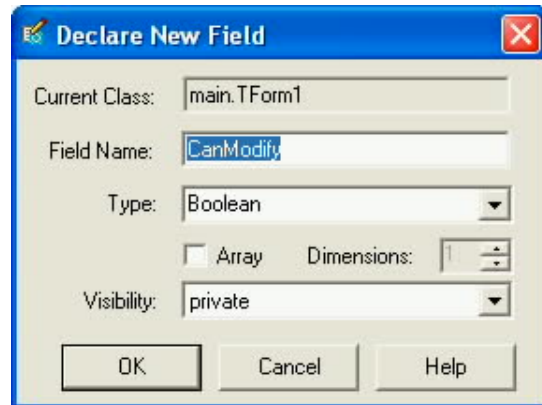 Declare New Field
Current Class: main.TForm1
Field Name: CanModify
Type: Boolean
Array Dimensions: 1
Visibility: private
OK Cancel Help